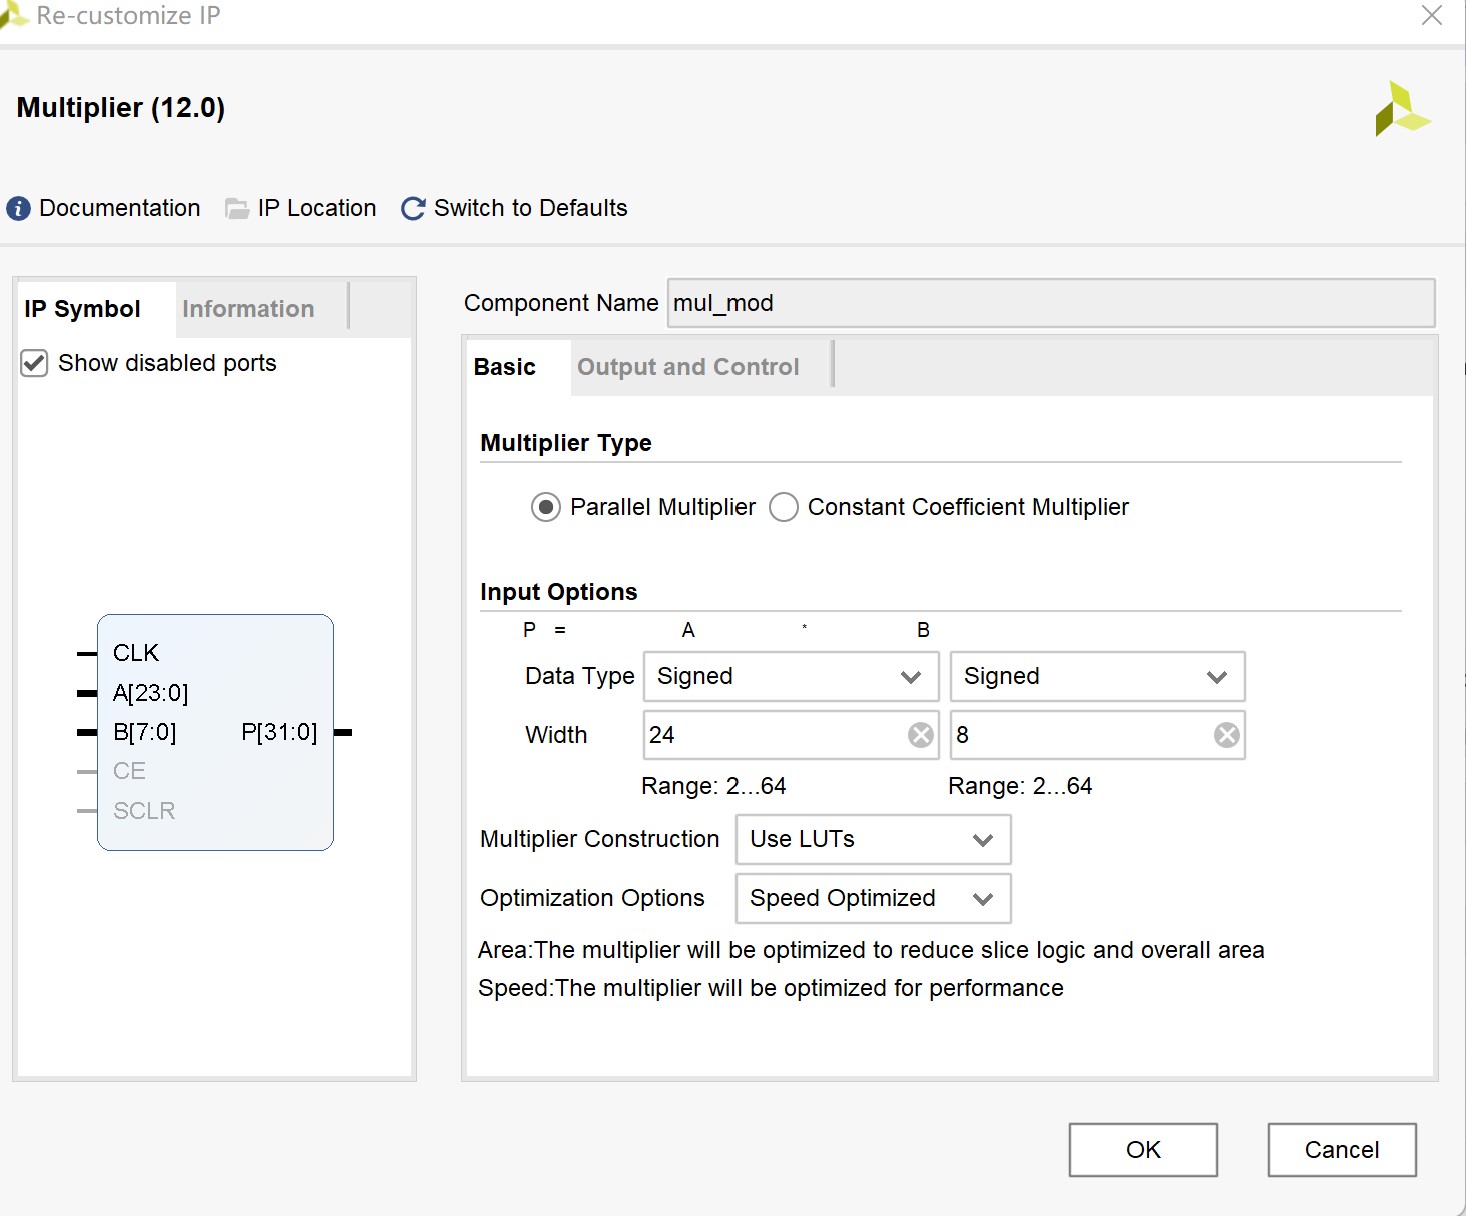 Re-customize IP
Multiplier (12.0)
Documentation IP Location Switch to Defaults
IP Symbol Information
Show disabled ports
CLK
A[23:0]
B[7:0] P[31:0]
CE
SCLR
Component Name mul_mod
Basic Output and Control
Multiplier Type
Parallel Multiplier Constant Coefficient Multiplier
Input Options
P = A * B
Data Type Signed Signed
Width 24 8
Range: 2...64 Range: 2...64
Multiplier Construction Use LUTs
Optimization Options Speed Optimized
Area:The multiplier will be optimized to reduce slice logic and overall area
Speed:The multiplier will be optimized for performance
OK Cancel